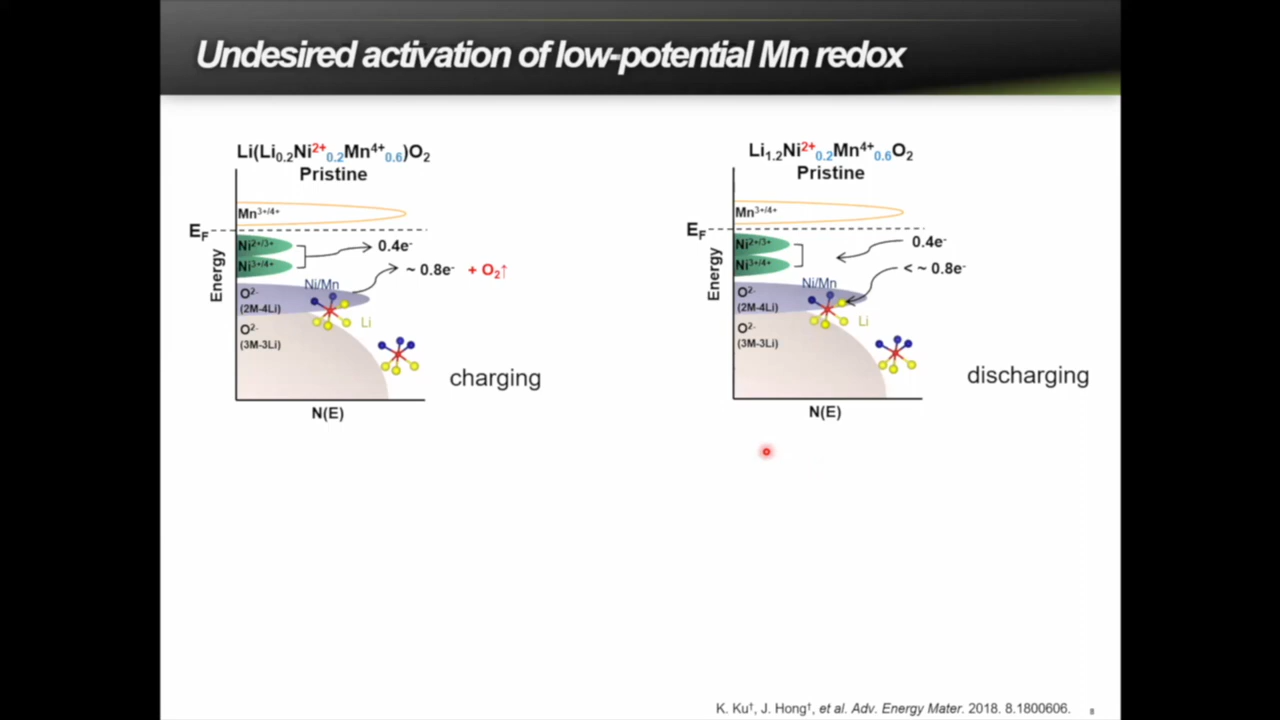 Undesired activation of low-potential Mn redox
Li(Li0.2Ni2+0.2Mn4+0.6)O2
Pristine
Mn3+/4+
EF
Ni2+/3+
0.4e-
Ni3+/4+
~ 0.8e- + O2↑
Energy
Ni/Mn
O2-
(2M-4Li)
Li
O2-
(3M-3Li)
charging
N(E)
Li1.2Ni2+0.2Mn4+0.6O2
Pristine
Mn3+/4+
EF
Ni2+/3+
0.4e-
Ni3+/4+
< ~ 0.8e-
Energy
Ni/Mn
O2-
(2M-4Li)
Li
O2-
(3M-3Li)
discharging
N(E)
K. Ku†, J. Hong†, et al. Adv. Energy Mater. 2018. 8.1800606.
8